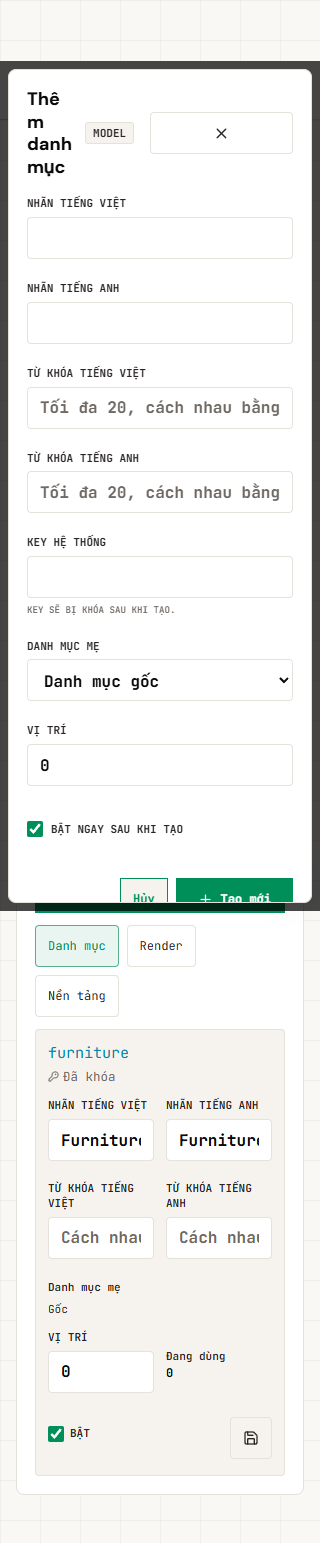 Thê
m
danh
mục
MODEL
NHÃN TIẾNG VIỆT
NHÃN TIẾNG ANH
TỪ KHÓA TIẾNG VIỆT
Tối đa 20, cách nhau bằng
TỪ KHÓA TIẾNG ANH
Tối đa 20, cách nhau bằng
KEY HỆ THỐNG
KEY SẼ BỊ KHÓA SAU KHI TẠO.
DANH MỤC MẸ
Danh mục gốc
VỊ TRÍ
0
BẬT NGAY SAU KHI TẠO
Hủy
Tạo mới
Danh mục
Render
Nền tảng
furniture
Đã khóa
NHÃN TIẾNG VIỆT
NHÃN TIẾNG ANH
Furniture
Furniture
TỪ KHÓA TIẾNG
VIỆT
TỪ KHÓA TIẾNG
ANH
Cách nhau
Cách nhau
Danh mục mẹ
Gốc
VỊ TRÍ
0
Đang dùng
0
BẬT